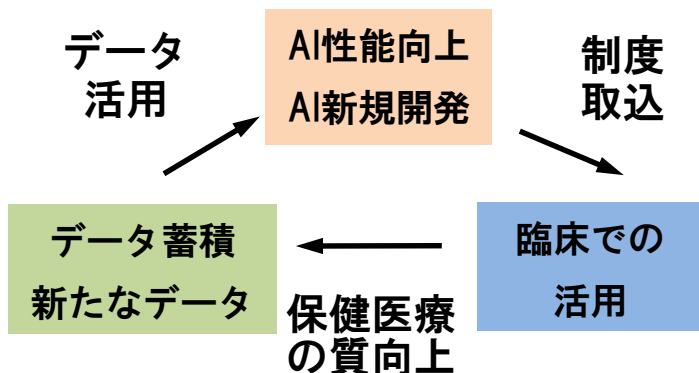 データ
活用
AI性能向上
AI新規開発
制度
取込
データ蓄積
新たなデータ
臨床での
活用
保健医療
の質向上